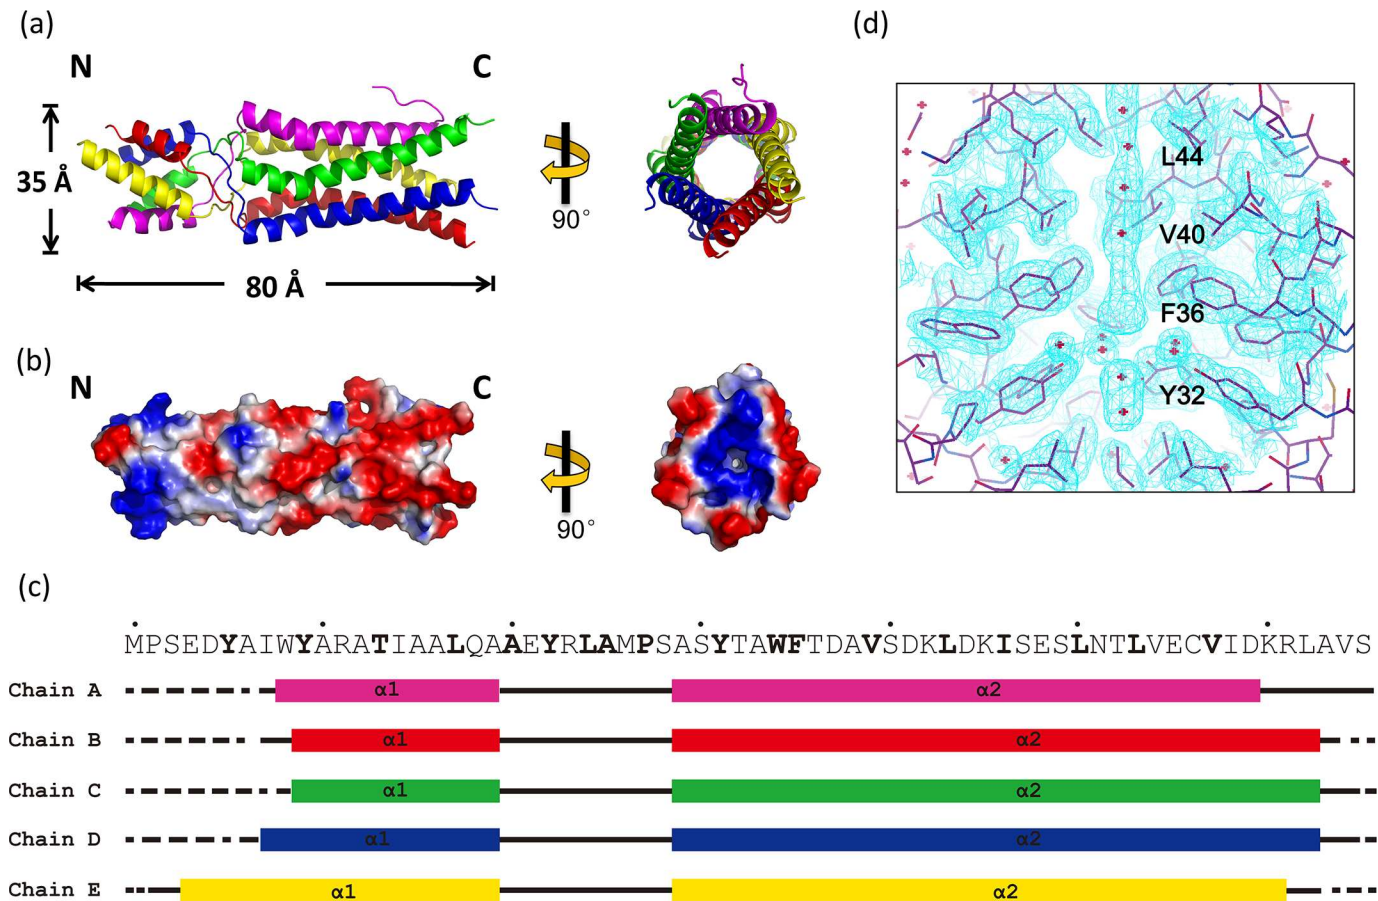 (a)
N
C
35 Å
80 Å
90°
(b)
N
C
90°
(c)
MPSEDYAIWYARATIAALQAAEYRLAMPSASYTAWFTDAVSDKLDKISESLNTLVECVIDKRLAVS
Chain A
α1
α2
Chain B
α1
α2
Chain C
α1
α2
Chain D
α1
α2
Chain E
α1
α2
(d)
L44
V40
F36
Y32